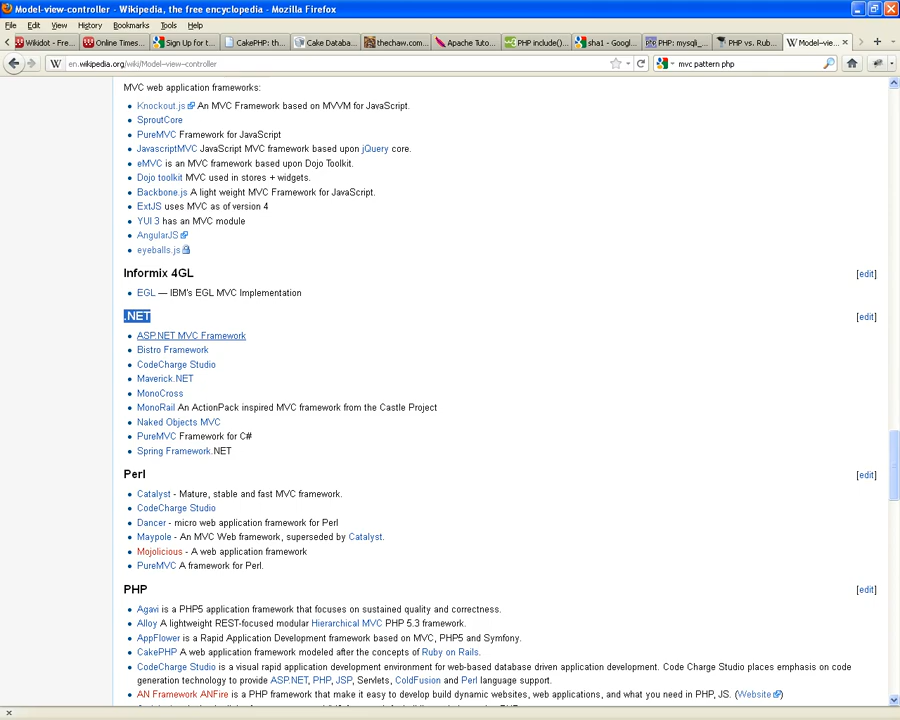 Model-view-controller - Wikipedia, the free encyclopedia - Mozilla Firefox
File Edit View History Bookmarks Tools Help
Wikidot - Fre... Online Times... Sign Up for t... CakePHP: th... Cake Databa... thechaw.com... Apache Tuto... PHP include()... sha1 - Googl... PHP: mysqli_... PHP vs. Rub... Model–vie...
en.wikipedia.org/wiki/Model–view–controller mvc pattern php
MVC web application frameworks:
Knockout.js An MVC Framework based on MVVM for JavaScript.
SproutCore
PureMVC Framework for JavaScript
JavascriptMVC JavaScript MVC framework based upon jQuery core.
eMVC is an MVC framework based upon Dojo Toolkit.
Dojo toolkit MVC used in stores + widgets.
Backbone.js A light weight MVC Framework for JavaScript.
ExtJS uses MVC as of version 4
YUI 3 has an MVC module
AngularJS
eyeballs.js
Informix 4GL [edit]
EGL — IBM's EGL MVC Implementation
.NET [edit]
ASP.NET MVC Framework
Bistro Framework
CodeCharge Studio
Maverick.NET
MonoCross
MonoRail An ActionPack inspired MVC framework from the Castle Project
Naked Objects MVC
PureMVC Framework for C#
Spring Framework.NET
Perl [edit]
Catalyst - Mature, stable and fast MVC framework.
CodeCharge Studio
Dancer - micro web application framework for Perl
Maypole - An MVC Web framework, superseded by Catalyst.
Mojolicious - A web application framework
PureMVC A framework for Perl.
PHP [edit]
Agavi is a PHP5 application framework that focuses on sustained quality and correctness.
Alloy A lightweight REST-focused modular Hierarchical MVC PHP 5.3 framework.
AppFlower is a Rapid Application Development framework based on MVC, PHP5 and Symfony.
CakePHP A web application framework modeled after the concepts of Ruby on Rails.
CodeCharge Studio is a visual rapid application development environment for web-based database driven application development. Code Charge Studio places emphasis on code
generation technology to provide ASP.NET, PHP, JSP, Servlets, ColdFusion and Perl language support.
AN Framework ANFire is a PHP framework that make it easy to develop build dynamic websites, web applications, and what you need in PHP, JS. (Website)